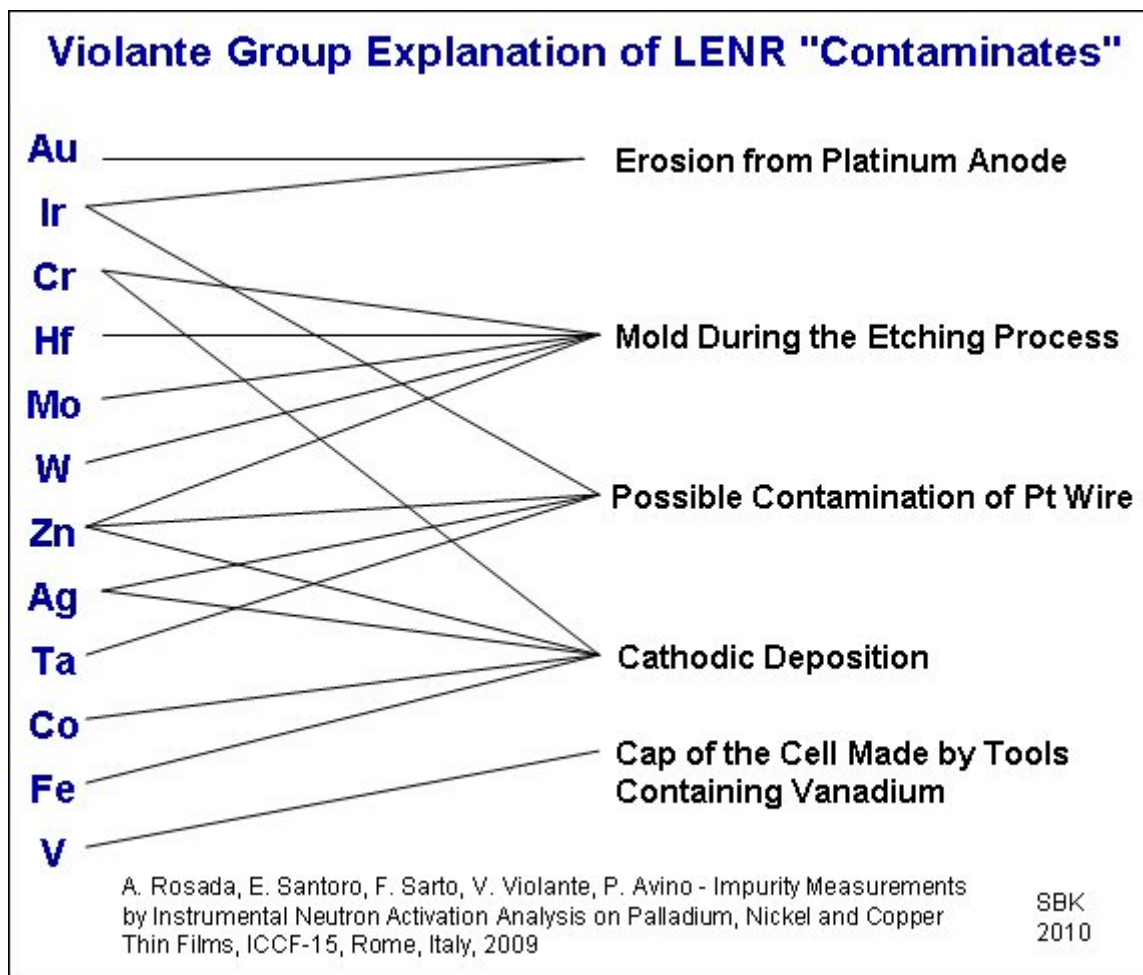 Violante Group Explanation of LENR "Contaminates"
Au
Ir
Cr
Hf
Mo
W
Zn
Ag
Ta
Co
Fe
V
Erosion from Platinum Anode
Mold During the Etching Process
Possible Contamination of Pt Wire
Cathodic Deposition
Cap of the Cell Made by Tools
Containing Vanadium
A. Rosada, E. Santoro, F. Sarto, V. Violante, P. Avino - Impurity Measurements
by Instrumental Neutron Activation Analysis on Palladium, Nickel and Copper
Thin Films, ICCF-15, Rome, Italy, 2009
SBK
2010